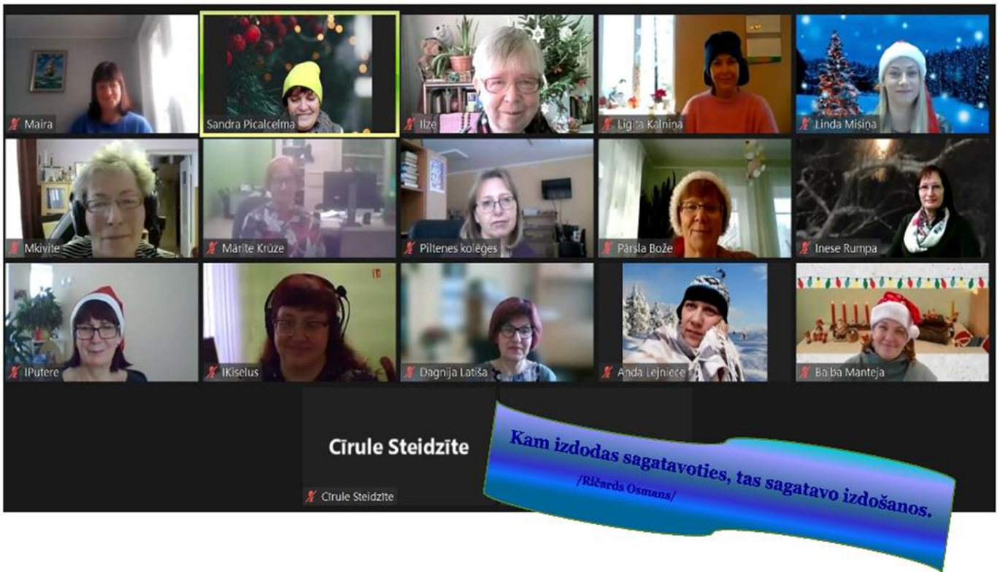 Maira
Sandra Picalcelma
Ilze
Ligita Kalniņa
Linda Misiņa
Mkivite
Mārīte Krūze
Piltenes kolēģes
Pārsla Bože
Inese Rumpa
IPutere
IKiselus
Dagnija Latiša
Anda Lejniece
Baiba Manteja
Cīrule Steidzīte
Cīrule Steidzīte
Kam izdodas sagatavoties, tas sagatavo izdošanos.
/Ričards Osmans/